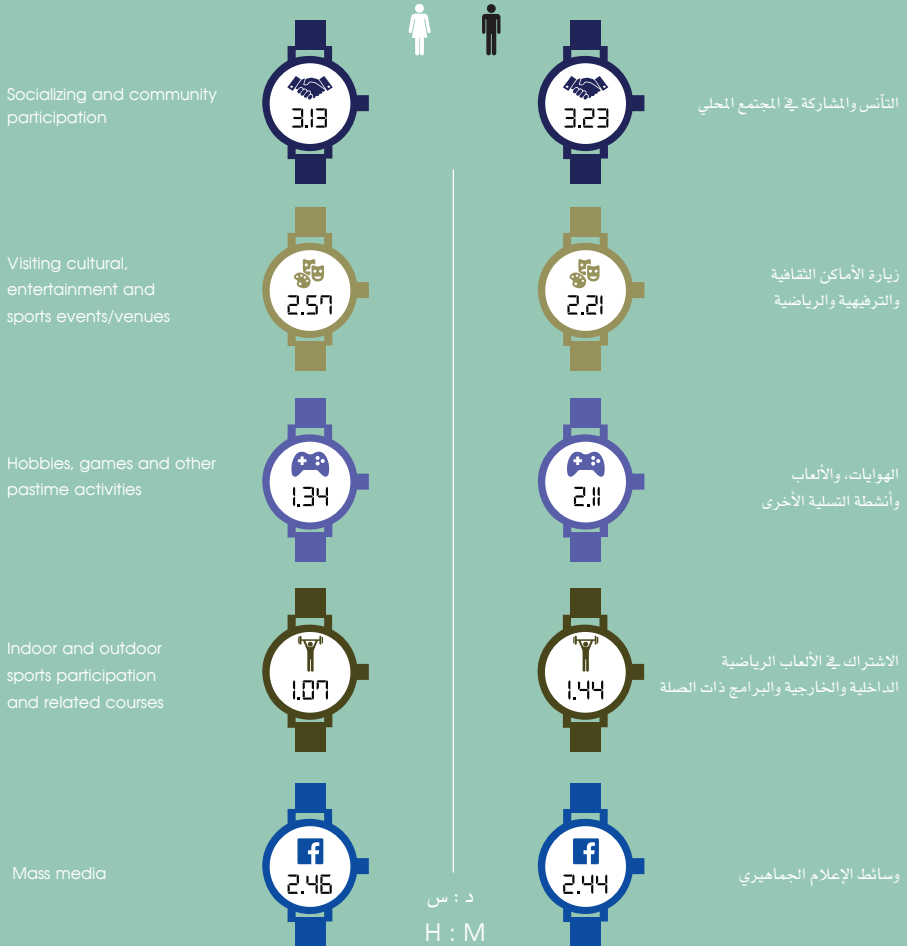 Socializing and community
participation
3.13
3.23
التآنس والمشاركة في المجتمع المحلي
Visiting cultural,
entertainment and
sports events/venues
2.57
2.21
زيارة الأماكن الثقافية
والترفيهية والرياضية
Hobbies, games and other
pastime activities
1.34
2.11
الهوايات، والألعاب
وأنشطة التسلية الأخرى
Indoor and outdoor
sports participation
and related courses
1.07
1.44
الاشتراك في الألعاب الرياضية
الداخلية والخارجية والبرامج ذات الصلة
Mass media
f
2.46
f
2.44
وسائط الإعلام الجماهيري
د : س
H : M